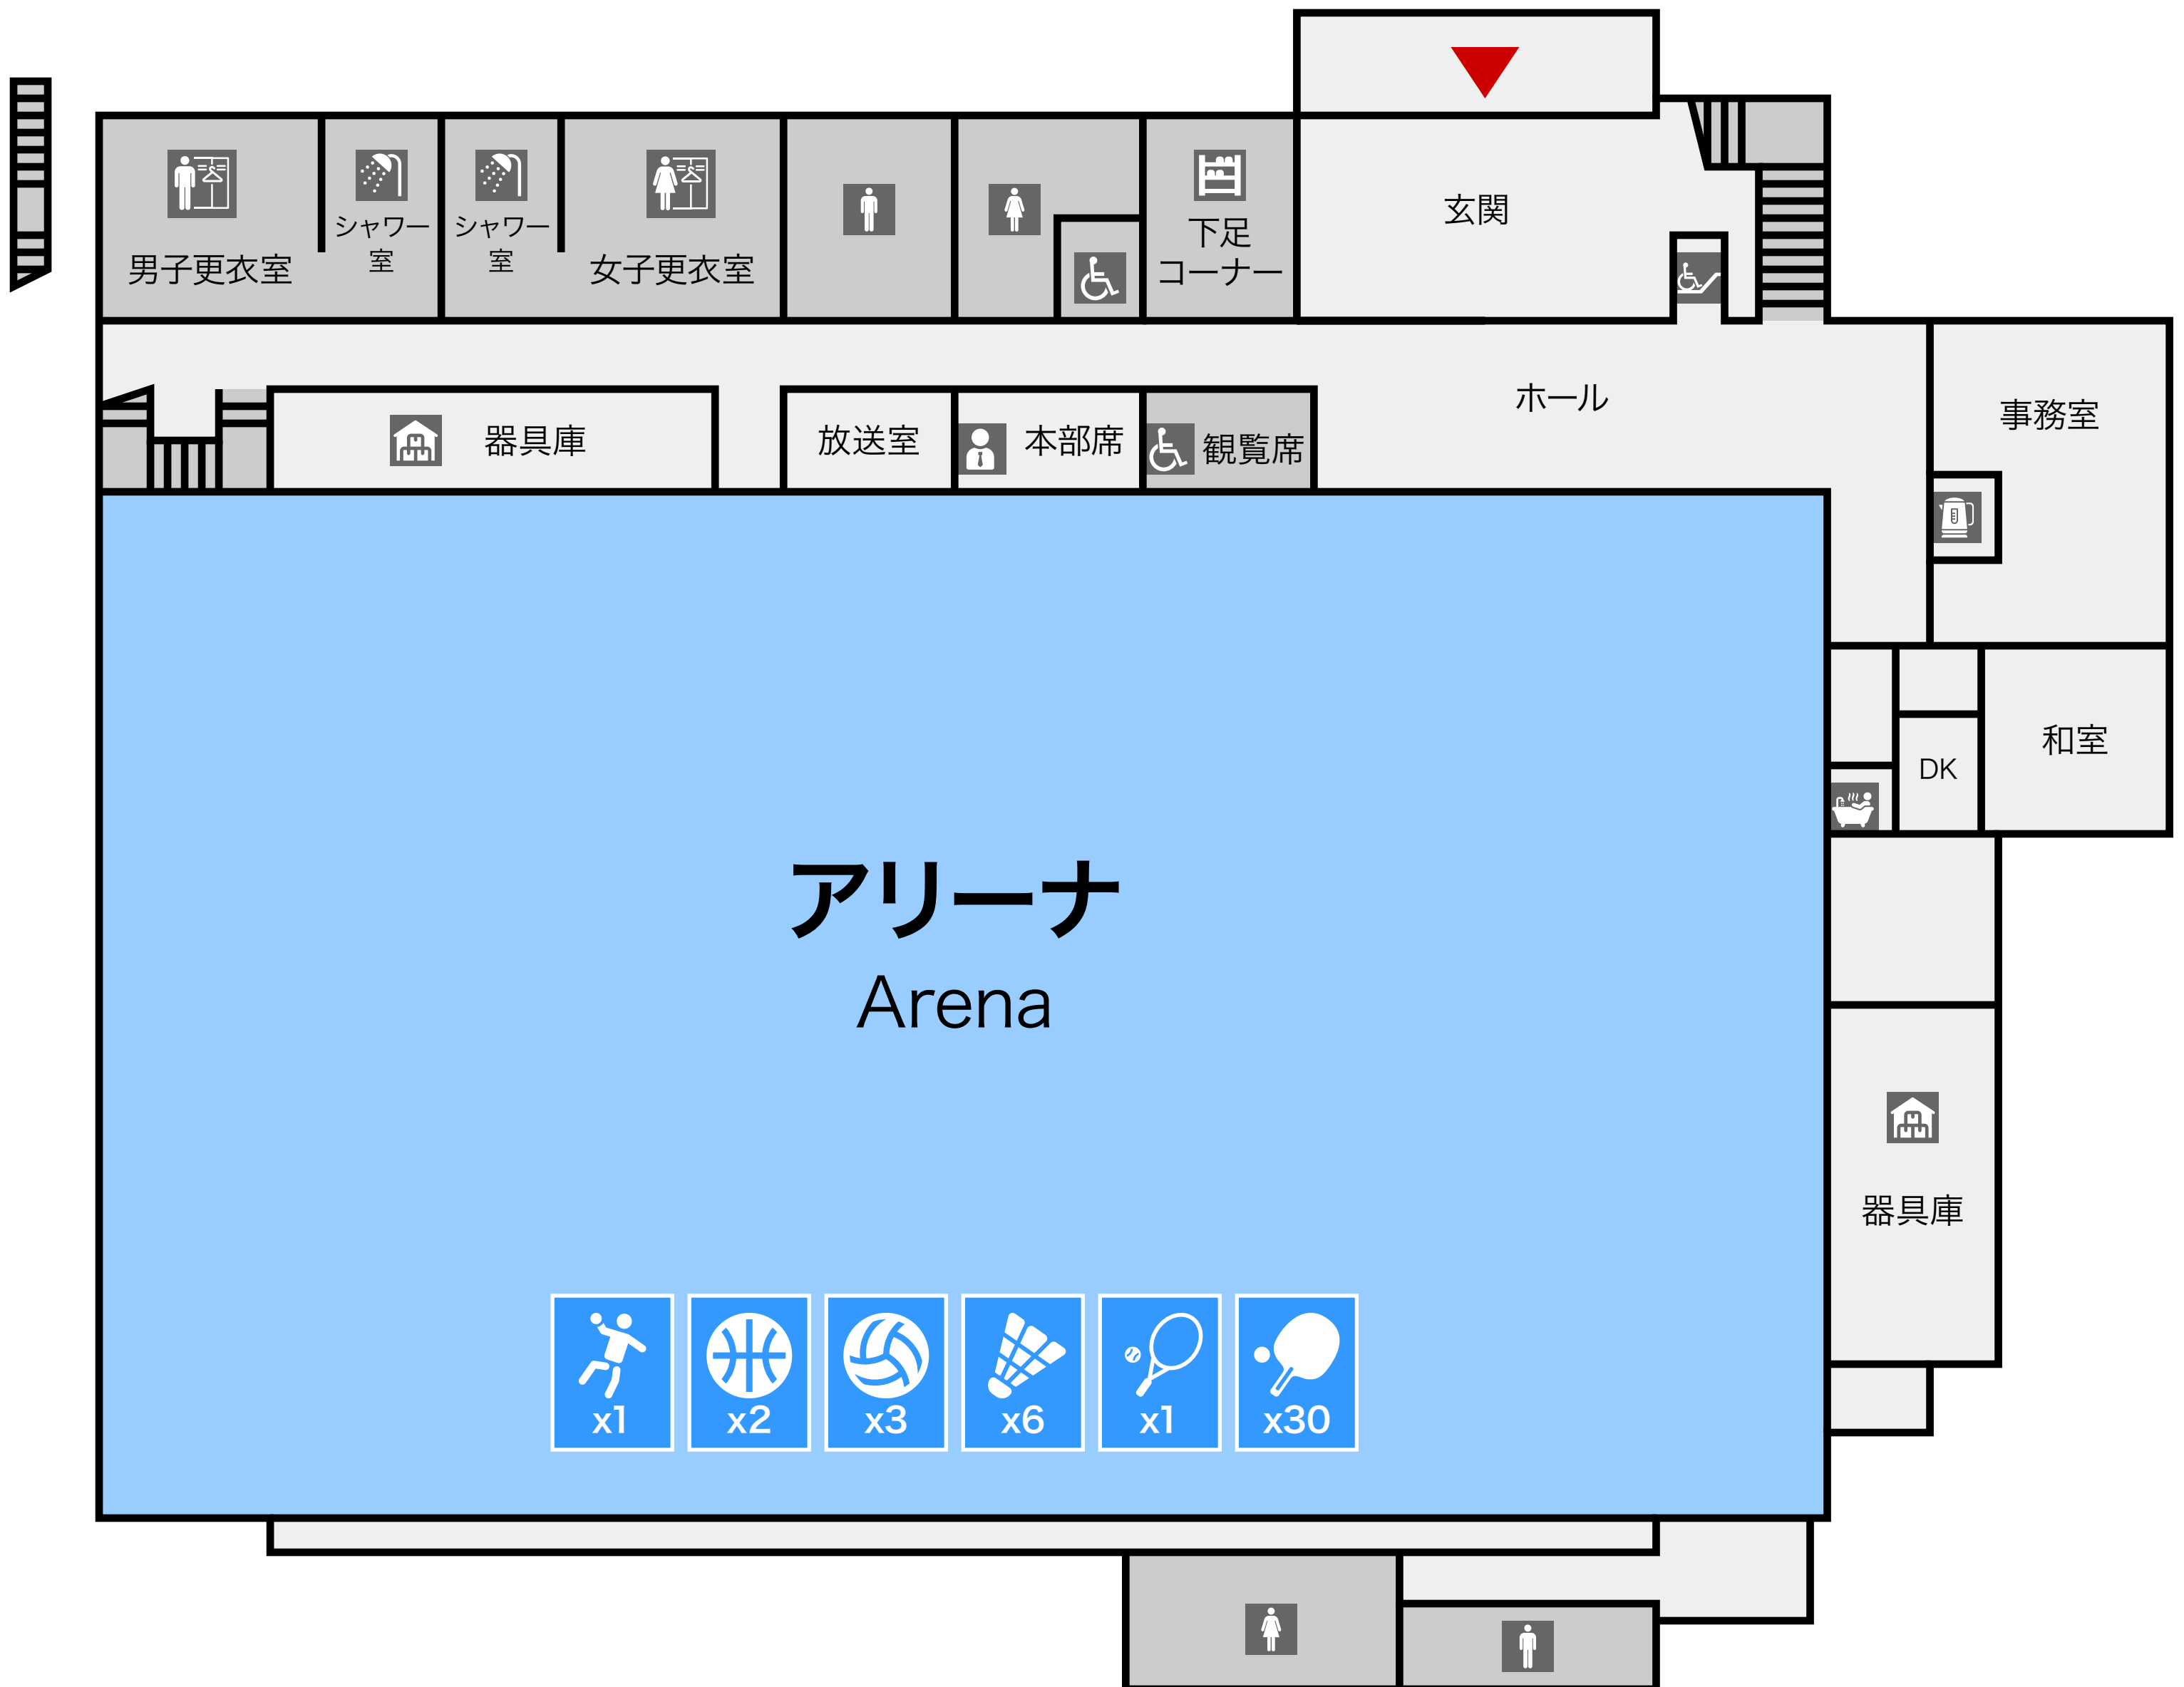 男子更衣室
シャワー
室
シャワー
室
女子更衣室
下足
コーナー
玄関
ホール
事務室
器具庫
放送室
本部席
観覧席
和室
DK
アリーナ
Arena
器具庫
x1
x2
x3
x6
x1
x30